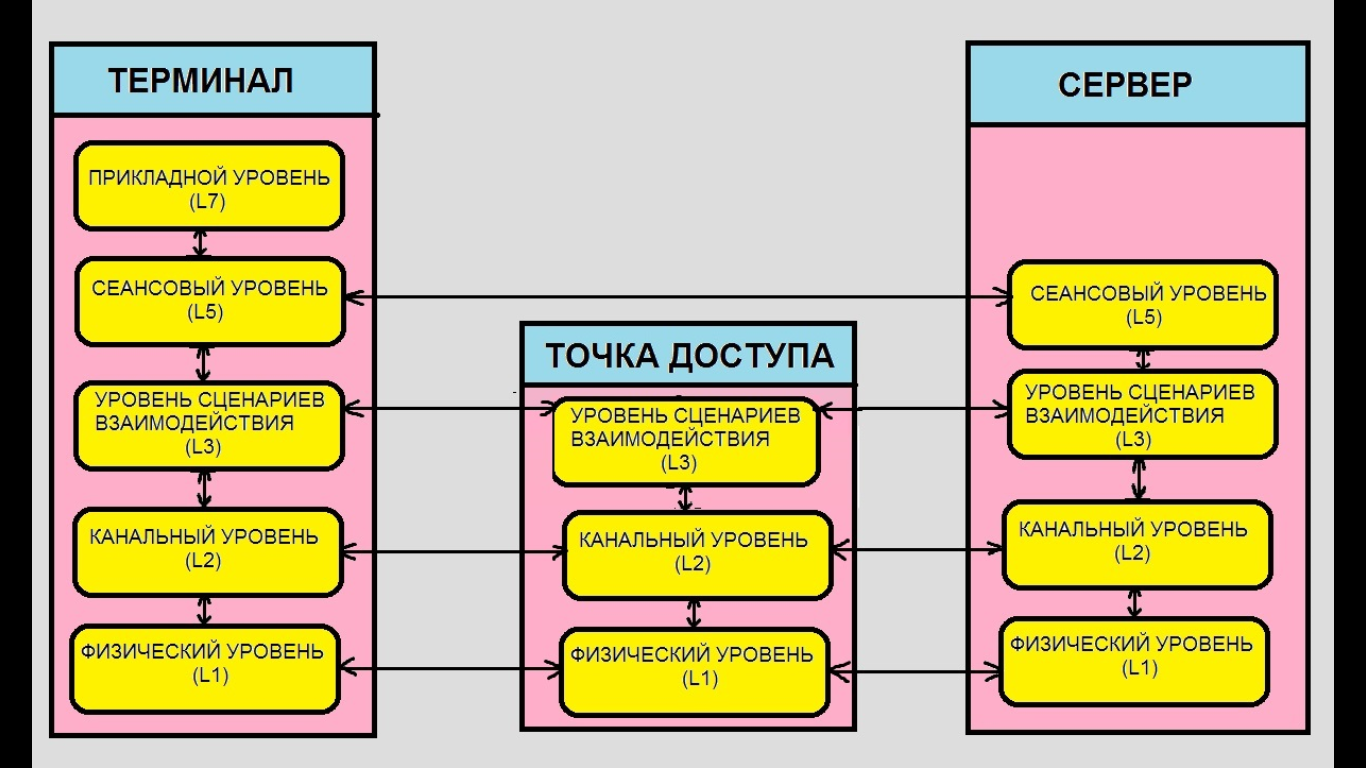 ТЕРМИНАЛ
ПРИКЛАДНОЙ УРОВЕНЬ
(L7)
СЕАНСОВЫЙ УРОВЕНЬ
(L5)
УРОВЕНЬ СЦЕНАРИЕВ
ВЗАИМОДЕЙСТВИЯ
(L3)
КАНАЛЬНЫЙ УРОВЕНЬ
(L2)
ФИЗИЧЕСКИЙ УРОВЕНЬ
(L1)
ТОЧКА ДОСТУПА
УРОВЕНЬ СЦЕНАРИЕВ
ВЗАИМОДЕЙСТВИЯ
(L3)
КАНАЛЬНЫЙ УРОВЕНЬ
(L2)
ФИЗИЧЕСКИЙ УРОВЕНЬ
(L1)
СЕРВЕР
СЕАНСОВЫЙ УРОВЕНЬ
(L5)
УРОВЕНЬ СЦЕНАРИЕВ
ВЗАИМОДЕЙСТВИЯ
(L3)
КАНАЛЬНЫЙ УРОВЕНЬ
(L2)
ФИЗИЧЕСКИЙ УРОВЕНЬ
(L1)